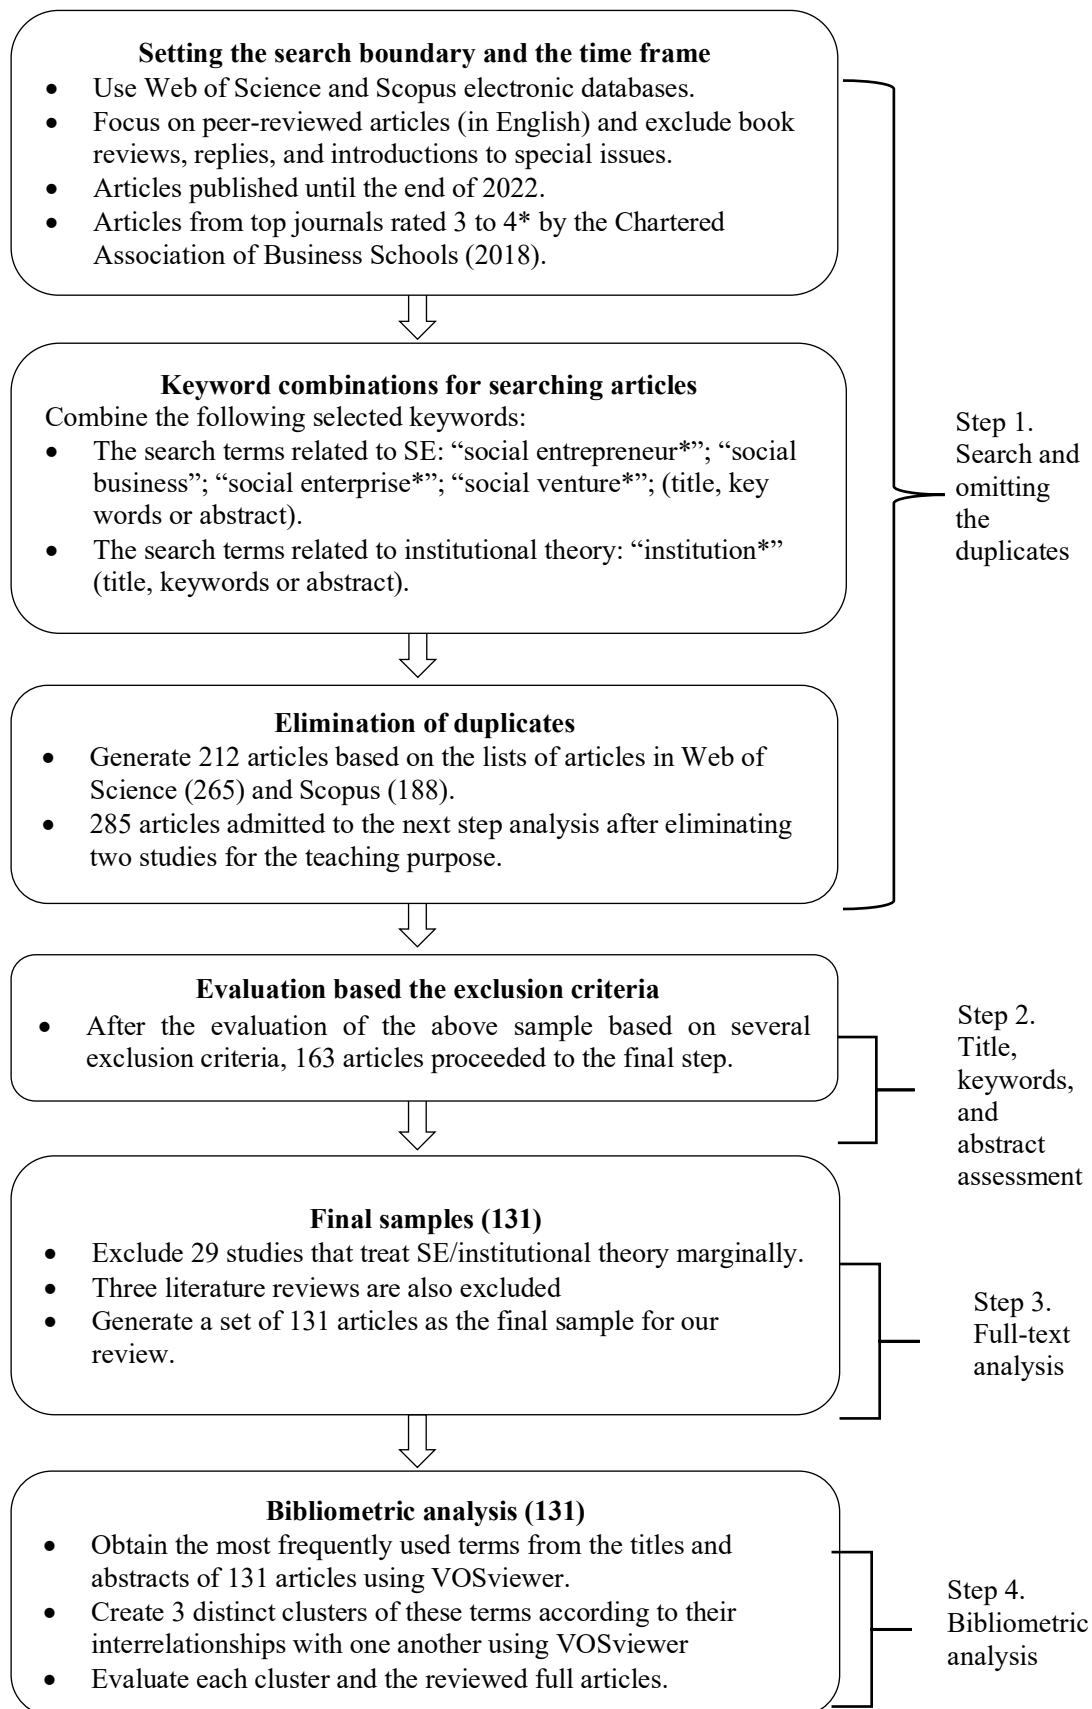 Setting the search boundary and the time frame
• Use Web of Science and Scopus electronic databases.
• Focus on peer-reviewed articles (in English) and exclude book
reviews, replies, and introductions to special issues.
• Articles published until the end of 2022.
• Articles from top journals rated 3 to 4* by the Chartered
Association of Business Schools (2018).
Keyword combinations for searching articles
Combine the following selected keywords:
• The search terms related to SE: “social entrepreneur*”; “social
business”; “social enterprise*”; “social venture*”; (title, key
words or abstract).
• The search terms related to institutional theory: “institution*”
(title, keywords or abstract).
Elimination of duplicates
• Generate 212 articles based on the lists of articles in Web of
Science (265) and Scopus (188).
• 285 articles admitted to the next step analysis after eliminating
two studies for the teaching purpose.
Step 1.
Search and
omitting
the
duplicates
Evaluation based the exclusion criteria
• After the evaluation of the above sample based on several
exclusion criteria, 163 articles proceeded to the final step.
Step 2.
Title,
keywords,
and
abstract
assessment
Final samples (131)
• Exclude 29 studies that treat SE/institutional theory marginally.
• Three literature reviews are also excluded
• Generate a set of 131 articles as the final sample for our
review.
Step 3.
Full-text
analysis
Bibliometric analysis (131)
• Obtain the most frequently used terms from the titles and
abstracts of 131 articles using VOSviewer.
• Create 3 distinct clusters of these terms according to their
interrelationships with one another using VOSviewer
• Evaluate each cluster and the reviewed full articles.
Step 4.
Bibliometric
analysis